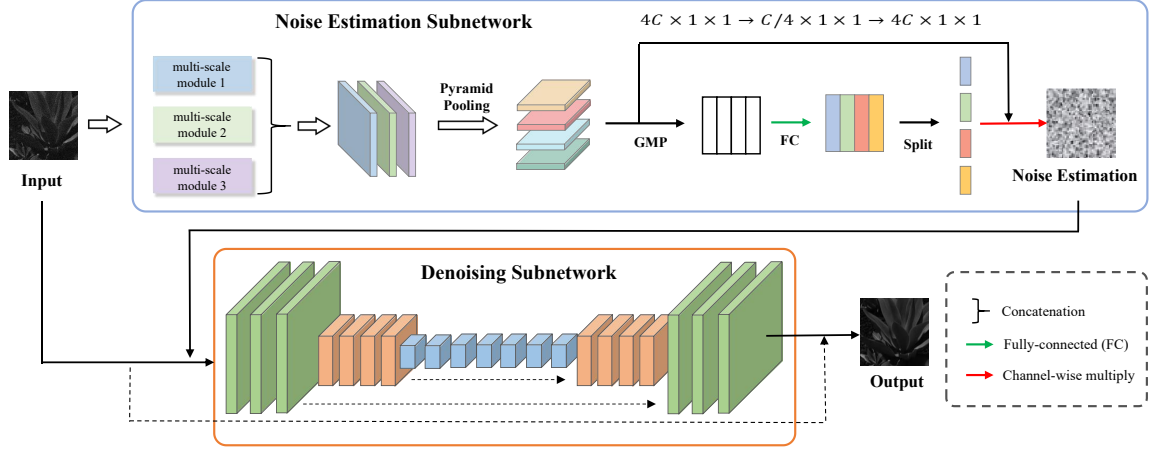 Noise Estimation Subnetwork
4C × 1 × 1 → C/4 × 1 × 1 → 4C × 1 × 1
multi-scale
module 1
multi-scale
module 2
multi-scale
module 3
Pyramid
Pooling
GMP
FC
Split
Input
Noise Estimation
Denoising Subnetwork
Output
Concatenation
Fully-connected (FC)
Channel-wise multiply